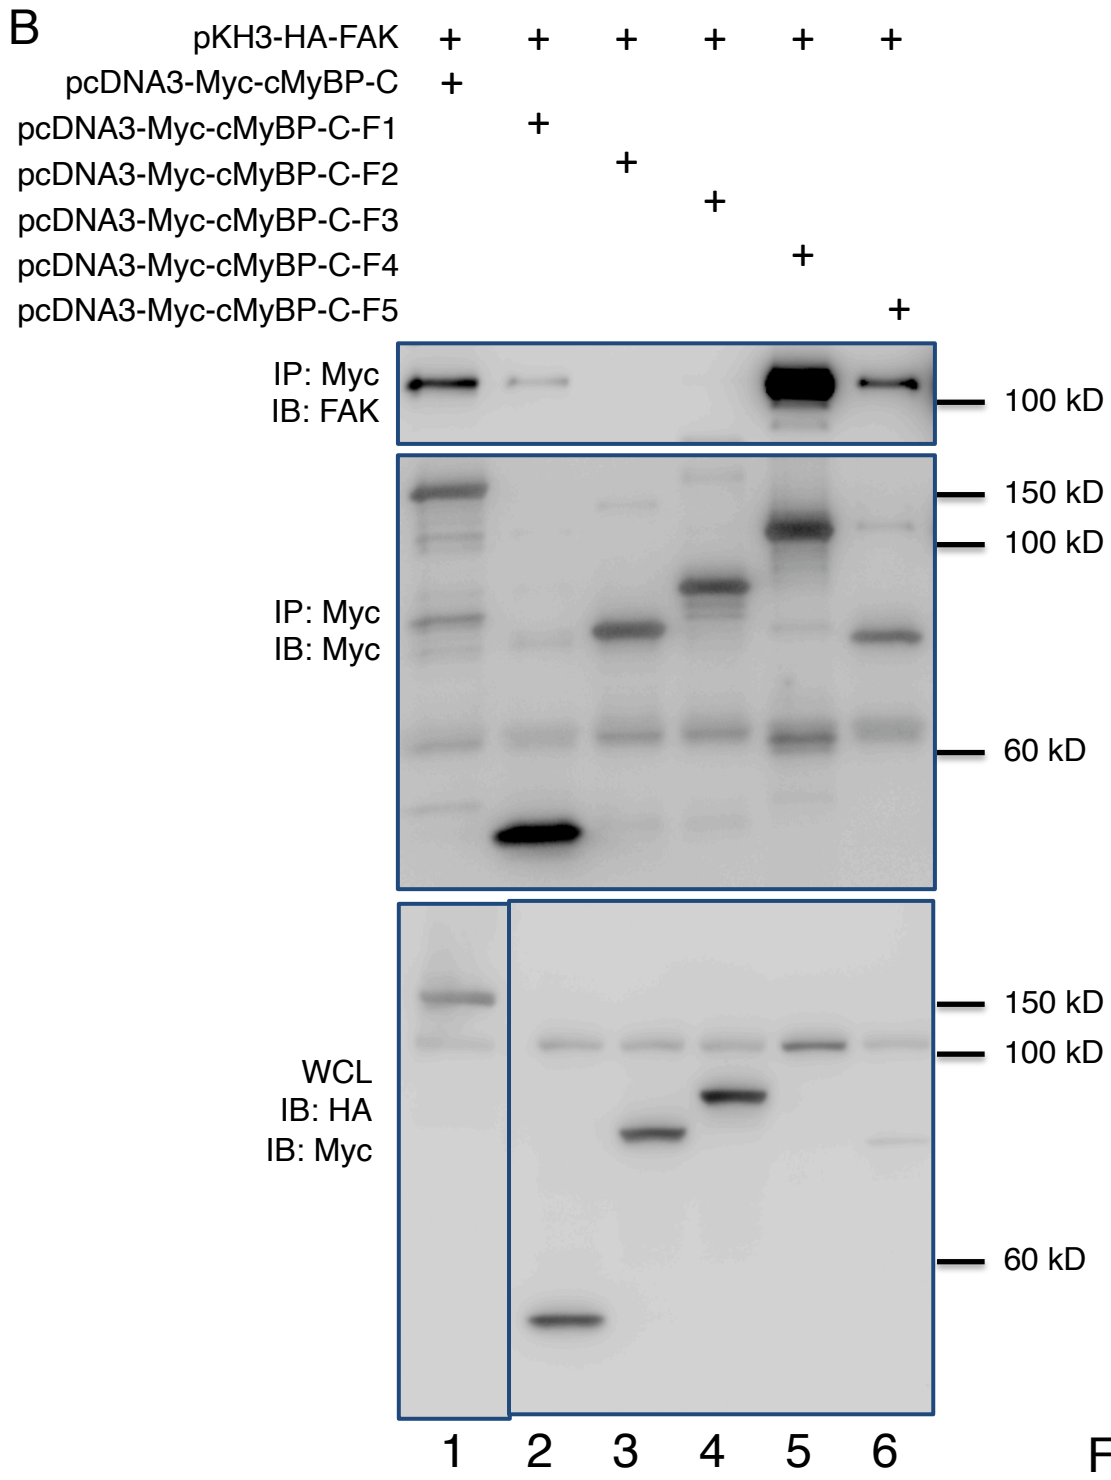 B
pKH3-HA-FAK + + + + + +
pcDNA3-Myc-cMyBP-C +
pcDNA3-Myc-cMyBP-C-F1 +
pcDNA3-Myc-cMyBP-C-F2 +
pcDNA3-Myc-cMyBP-C-F3 +
pcDNA3-Myc-cMyBP-C-F4 +
pcDNA3-Myc-cMyBP-C-F5 +
IP: Myc
IB: FAK
100 kD
150 kD
100 kD
IP: Myc
IB: Myc
60 kD
150 kD
100 kD
WCL
IB: HA
IB: Myc
60 kD
1 2 3 4 5 6
F